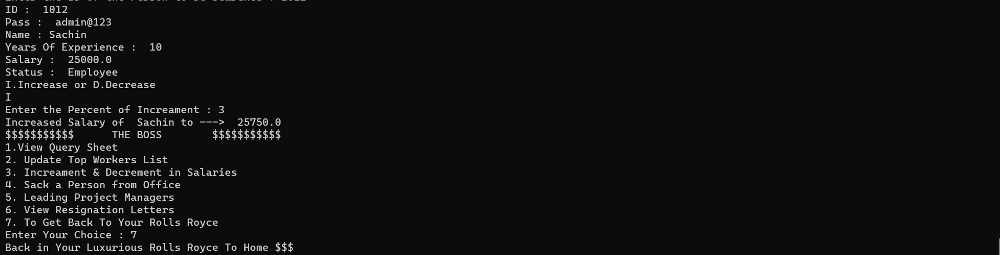 ID :  1012
Pass :  admin@123
Name : Sachin
Years Of Experience :  10
Salary :  25000.0
Status :  Employee
I.Increase or D.Decrease
I
Enter the Percent of Increament : 3
Increased Salary of  Sachin to --->  25750.0
$$$$$$$$$$$      THE BOSS        $$$$$$$$$$$
1.View Query Sheet
2. Update Top Workers List
3. Increament & Decrement in Salaries
4. Sack a Person from Office
5. Leading Project Managers
6. View Resignation Letters
7. To Get Back To Your Rolls Royce
Enter Your Choice : 7
Back in Your Luxurious Rolls Royce To Home $$$